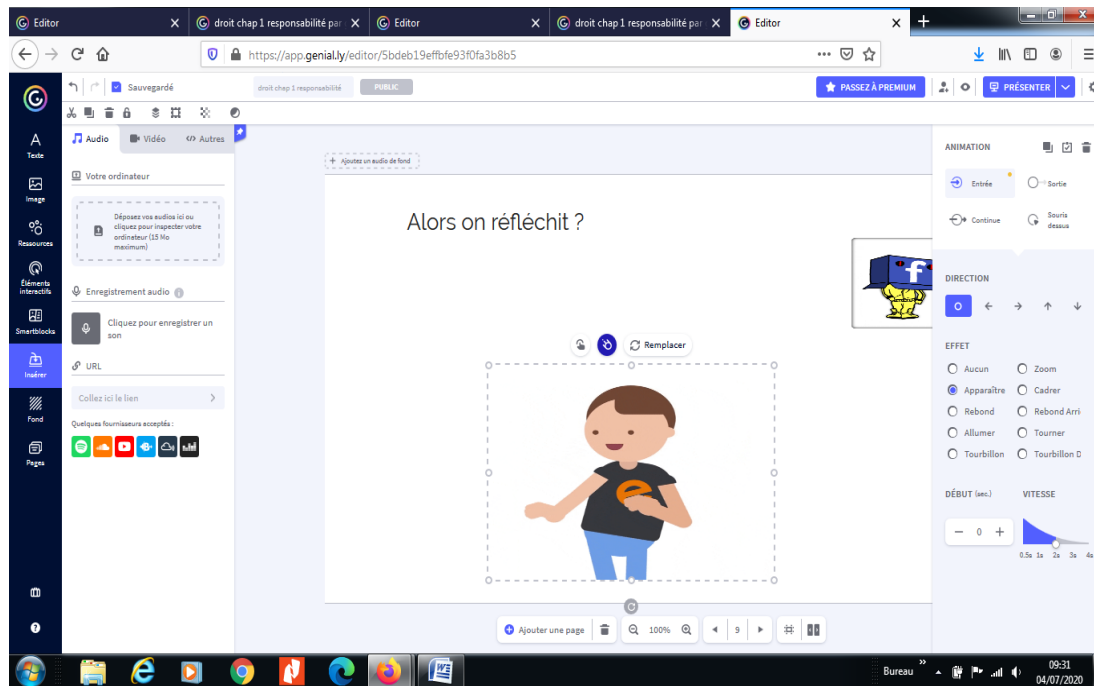 Editor
droit chap 1 responsabilité par
Editor
droit chap 1 responsabilité par
Editor
https://app.genial.ly/editor/5bdeb19effbfe93f0fa3b8b5
Sauvegardé
droit chap 1 responsabilité
PUBLIC
PASSEZ À PREMIUM
PRÉSENTER
Texte
Image
Ressources
Éléments
interactifs
Smartblocks
Insérer
Fond
Pages
Audio
Vidéo
Autres
Votre ordinateur
Déposez vos audios ici ou
cliquez pour inspecter votre
ordinateur (15 Mo
maximum)
Enregistrement audio
Cliquez pour enregistrer un
son
URL
Collez ici le lien
Quelques fournisseurs acceptés :
+ Ajoutez un audio de fond
Alors on réfléchit ?
f
Remplacer
e
Ajouter une page
100%
9
ANIMATION
Entrée
Sortie
Continue
Souris
dessus
DIRECTION
EFFET
Aucun
Zoom
Apparaître
Cadrer
Rebond
Rebond Arri
Allumer
Tourner
Tourbillon
Tourbillon D
DÉBUT (sec.)
VITESSE
− 0 +
0.5s 1s 2s 3s 4s
Bureau
09:31
04/07/2020